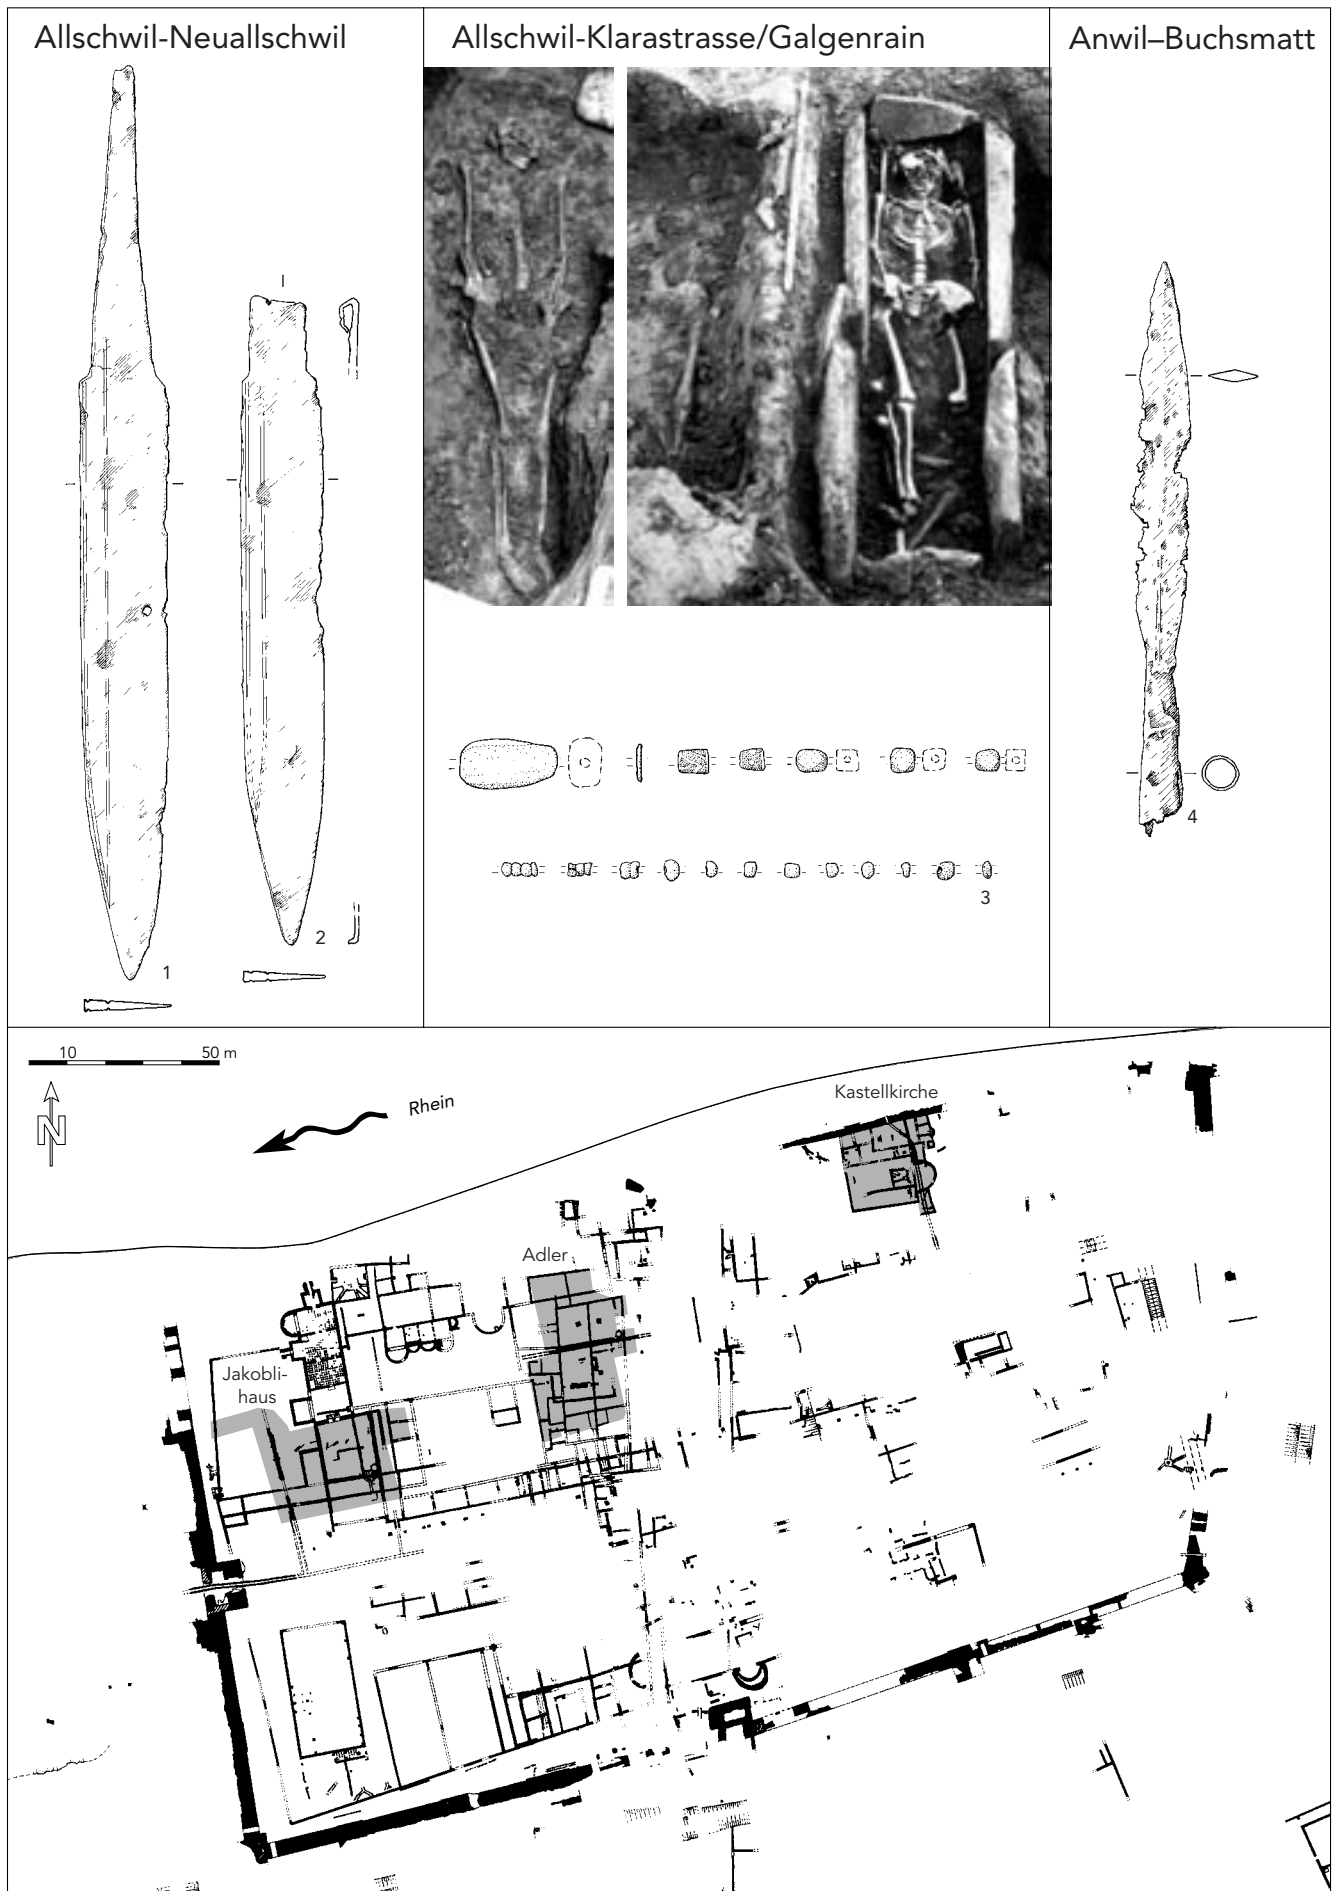 Allschwil-Neuallschwil
1
2
Allschwil-Klarastrasse/Galgenrain
3
Anwil–Buchsmatt
4
10
50 m
N
Rhein
Kastellkirche
Adler
Jakobli-
haus